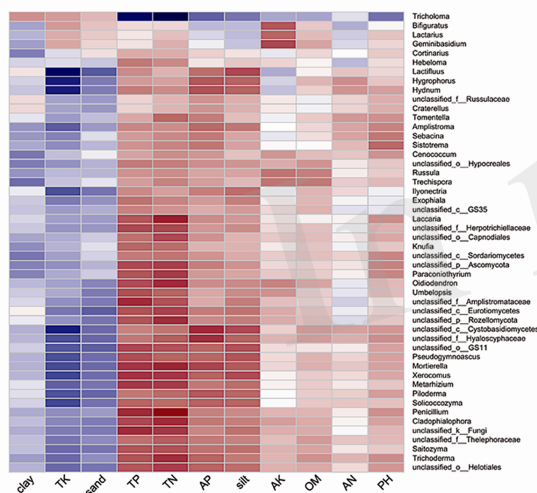 Tricholoma
Bifiguratus
Lactarius
Geminibasidium
Cortinarius
Hebeloma
Lactifluus
Hygrophorus
Hydnum
unclassified_f__Russulaceae
Craterellus
Tomentella
Amplistroma
Sebacina
Sistotrema
Cenococcum
unclassified_o__Hypocreales
Russula
Trechispora
Ilyonectria
Exophiala
unclassified_c__GS35
Laccaria
unclassified_f__Herpotrichiellaceae
unclassified_o__Capnodiales
Knufia
unclassified_c__Sordariomycetes
unclassified_p__Ascomycota
Paraconiothyrium
Oidiodendron
Umbelopsis
unclassified_f__Amplistromataceae
unclassified_c__Eurotiomycetes
unclassified_p__Rozellomycota
unclassified_c__Cystobasidiomycetes
unclassified_f__Hyaloscyphaceae
unclassified_o__GS11
Pseudogymnoascus
Mortierella
Xerocomus
Metarhizium
Piloderma
Solicoccozyma
Penicillium
Cladophialophora
unclassified_k__Fungi
unclassified_f__Thelephoraceae
Saitozyma
Trichoderma
unclassified_o__Helotiales
clay TK sand TP TN AP silt AK OM AN PH